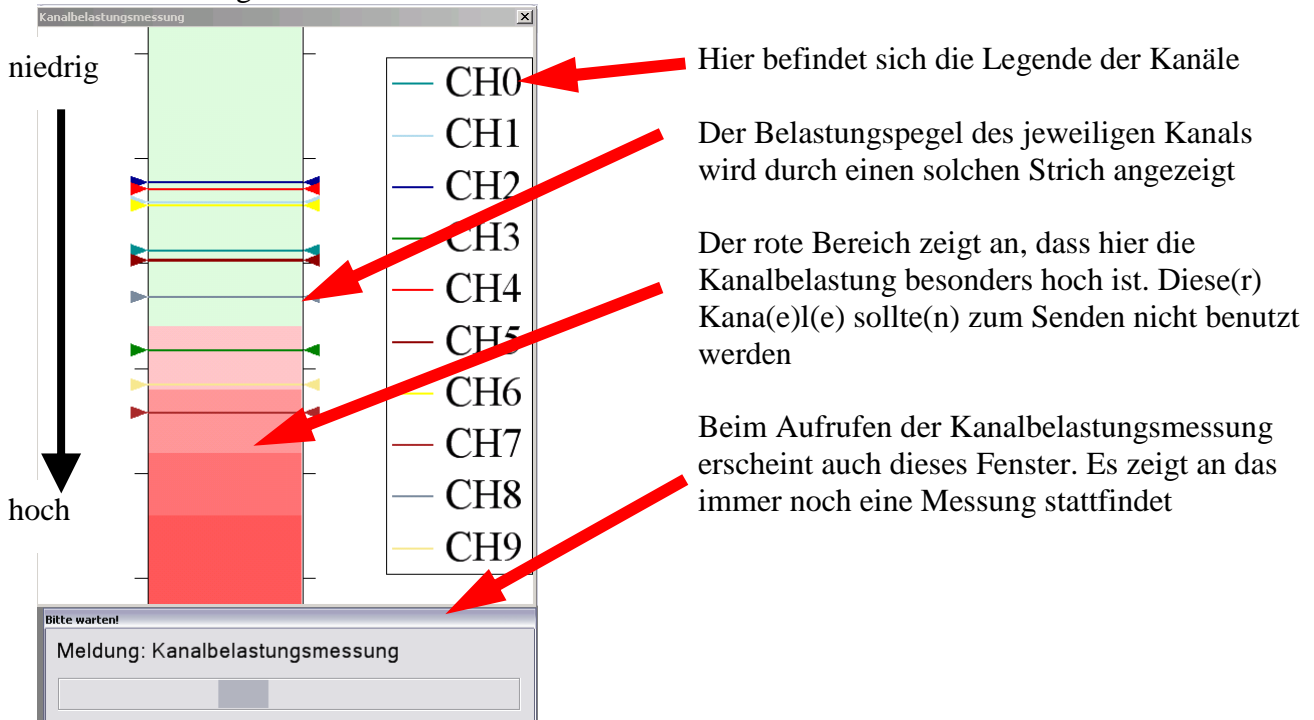 Kanalbelastungsmessung
niedrig
hoch
CH0
CH1
CH2
CH3
CH4
CH5
CH6
CH7
CH8
CH9
Hier befindet sich die Legende der Kanäle
Der Belastungspegel des jeweiligen Kanals
wird durch einen solchen Strich angezeigt
Der rote Bereich zeigt an, dass hier die
Kanalbelastung besonders hoch ist. Diese(r)
Kana(e)l(e) sollte(n) zum Senden nicht benutzt
werden
Beim Aufrufen der Kanalbelastungsmessung
erscheint auch dieses Fenster. Es zeigt an das
immer noch eine Messung stattfindet
Bitte warten!
Meldung: Kanalbelastungsmessung